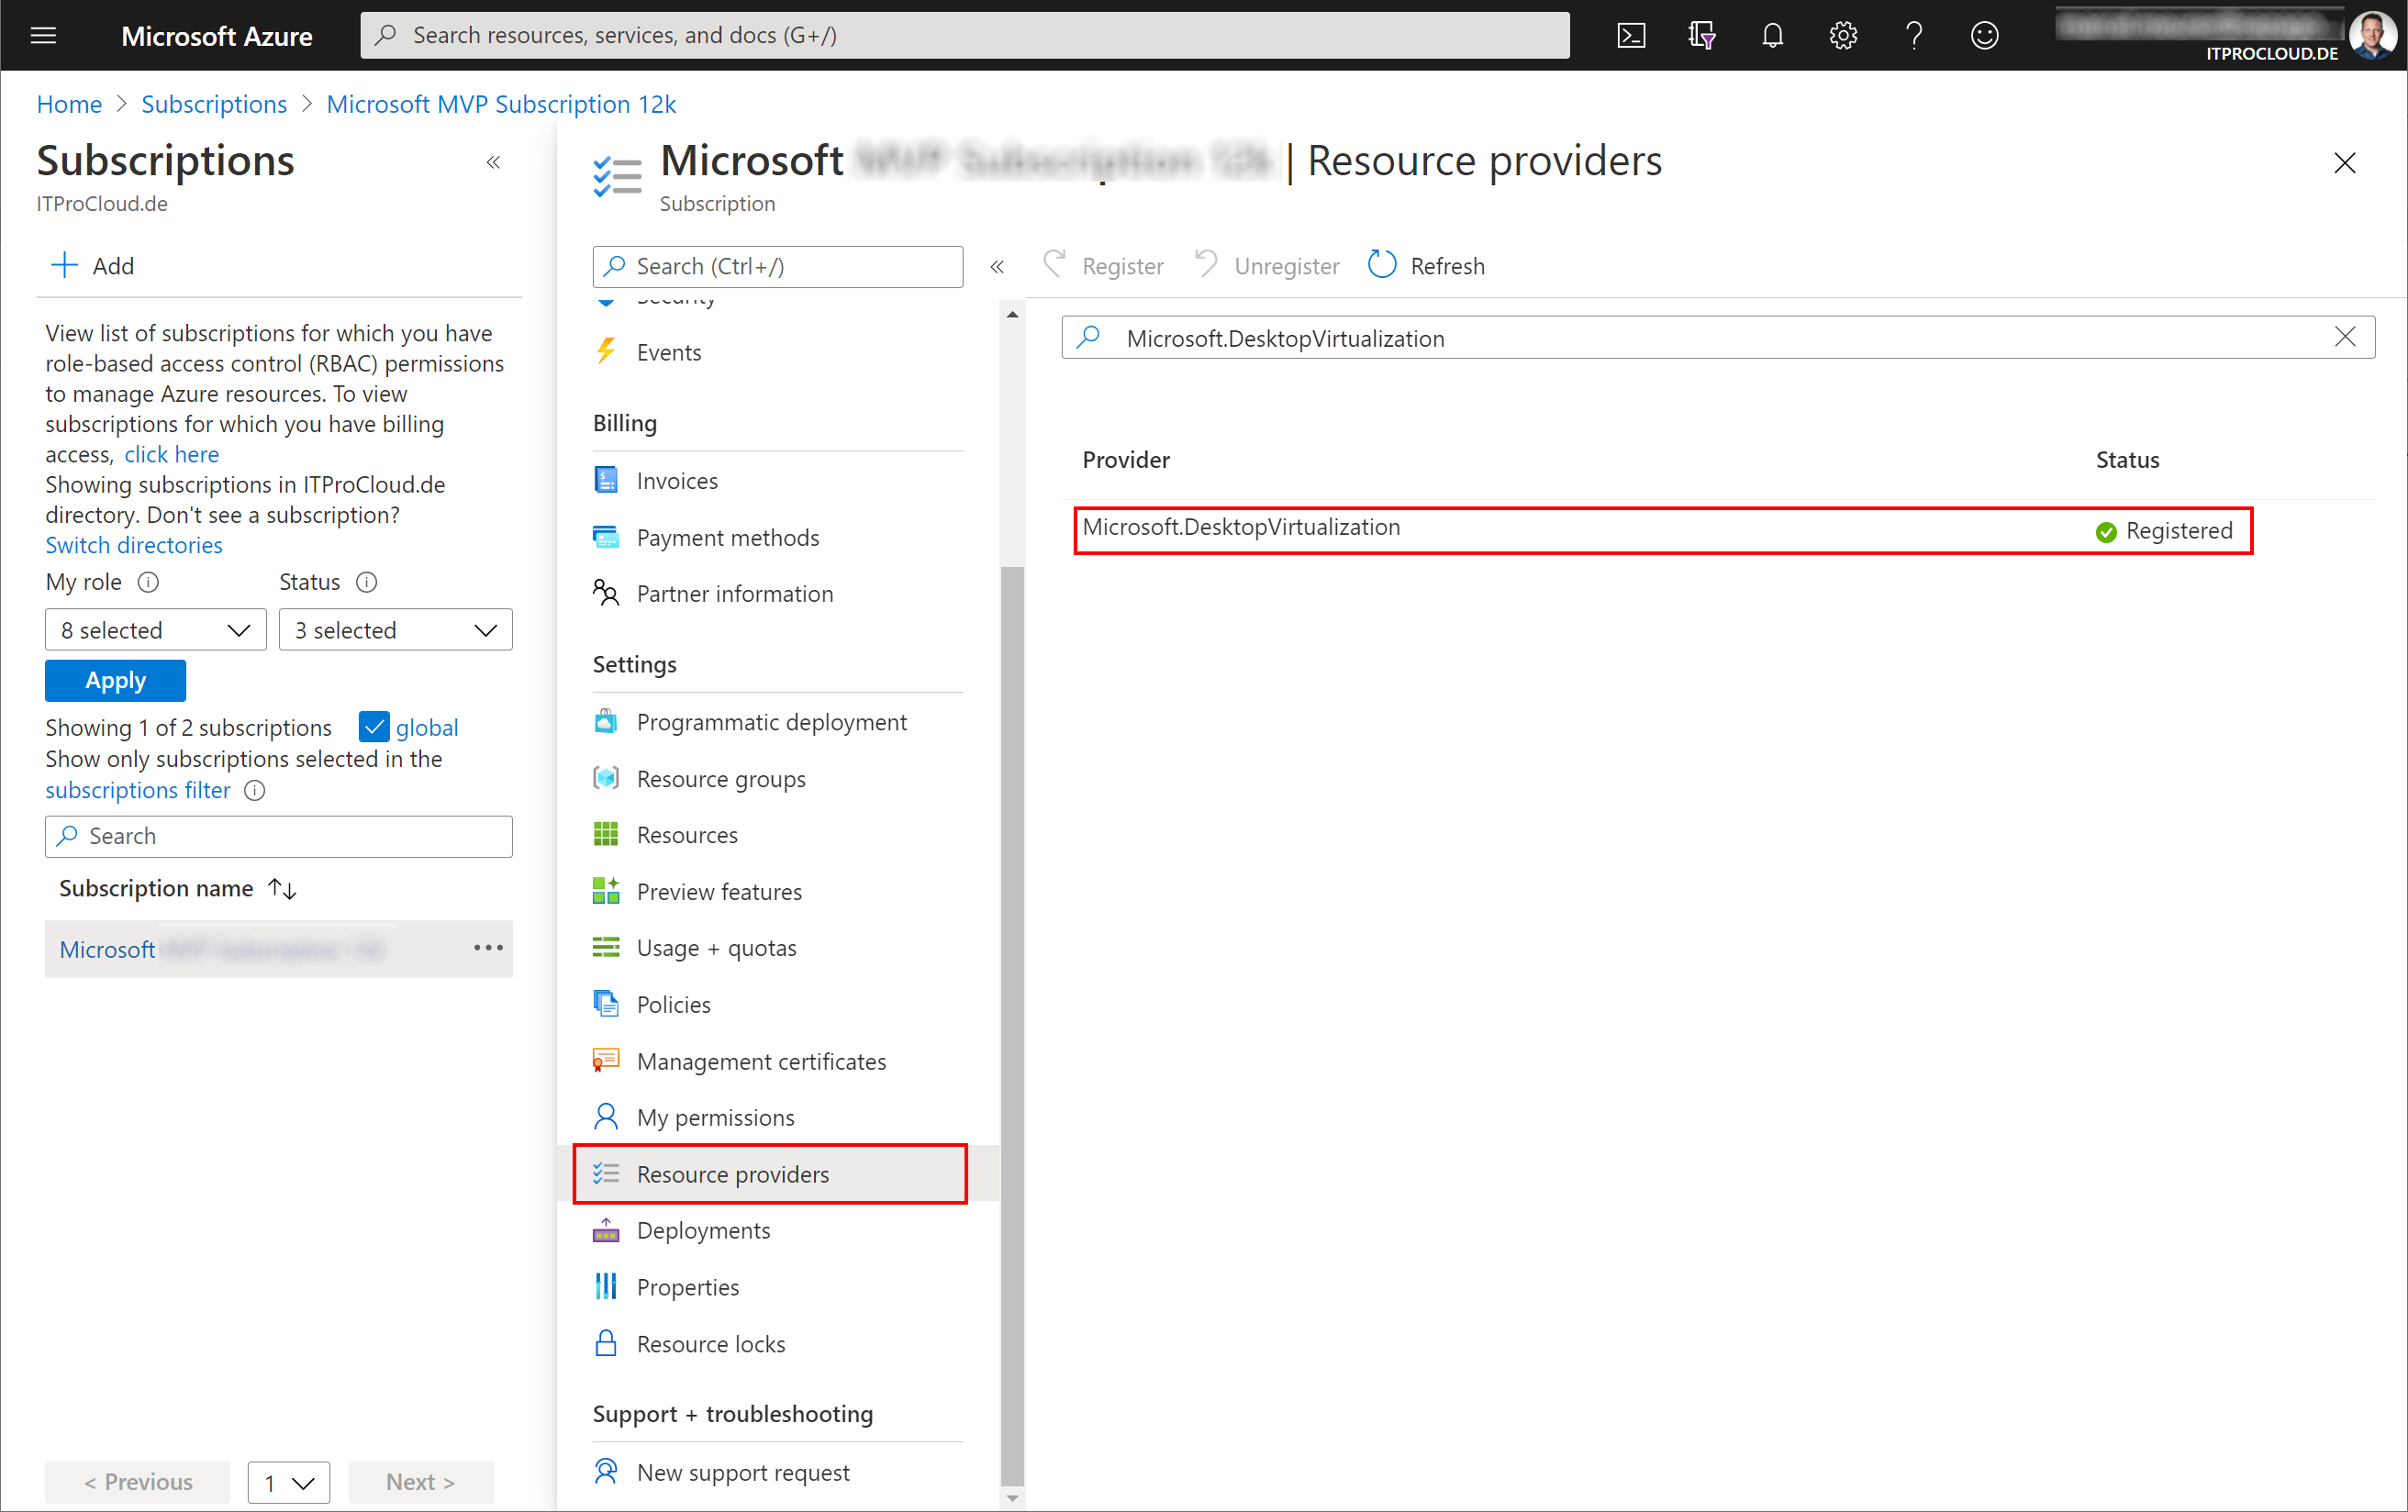 Microsoft Azure
Search resources, services, and docs (G+/)
ITPROCLOUD.DE
Home > Subscriptions > Microsoft MVP Subscription 12k
Subscriptions
ITProCloud.de
Add
View list of subscriptions for which you have
role-based access control (RBAC) permissions
to manage Azure resources. To view
subscriptions for which you have billing
access, click here
Showing subscriptions in ITProCloud.de
directory. Don't see a subscription?
Switch directories
My role Status
8 selected 3 selected
Apply
Showing 1 of 2 subscriptions global
Show only subscriptions selected in the
subscriptions filter
Search
Subscription name
Microsoft
< Previous 1 Next >
Microsoft | Resource providers
Subscription
Search (Ctrl+/)
Security
Events
Billing
Invoices
Payment methods
Partner information
Settings
Programmatic deployment
Resource groups
Resources
Preview features
Usage + quotas
Policies
Management certificates
My permissions
Resource providers
Deployments
Properties
Resource locks
Support + troubleshooting
New support request
Register Unregister Refresh
Microsoft.DesktopVirtualization
Provider Status
Microsoft.DesktopVirtualization Registered